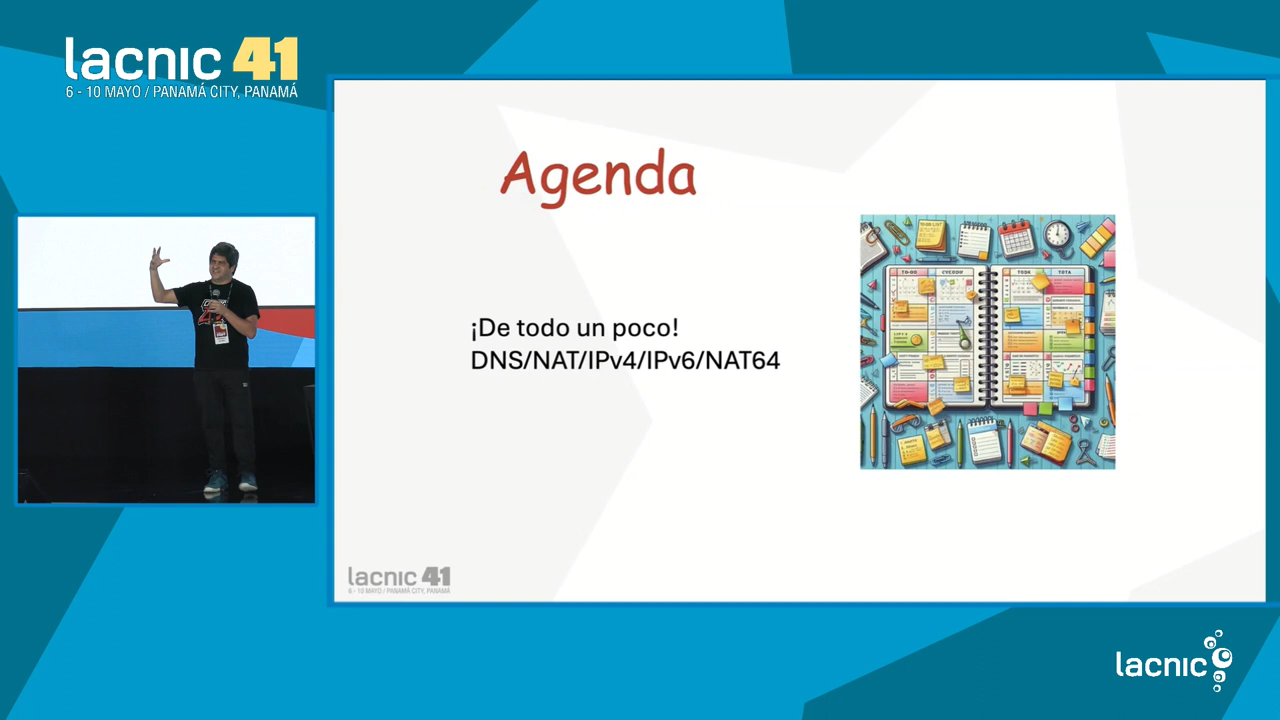 lacnic 41
6 - 10 MAYO / PANAMÁ CITY, PANAMÁ
Agenda
¡De todo un poco!
DNS/NAT/IPv4/IPv6/NAT64
lacnic 41
6 - 10 MAYO / PANAMÁ CITY, PANAMÁ
lacnic